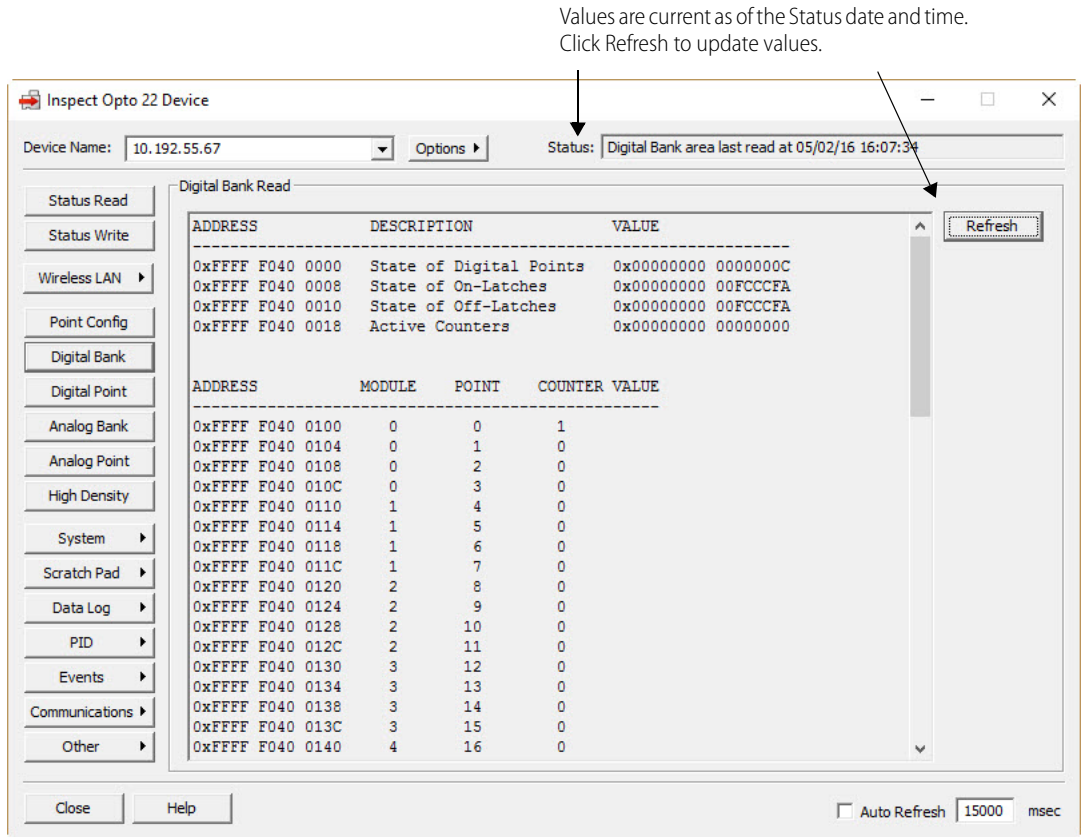 Values are current as of the Status date and time.
Click Refresh to update values.
Inspect Opto 22 Device
Device Name: 10.192.55.67 Options Status: Digital Bank area last read at 05/02/16 16:07:34
Status Read
Status Write
Wireless LAN
Point Config
Digital Bank
Digital Point
Analog Bank
Analog Point
High Density
System
Scratch Pad
Data Log
PID
Events
Communications
Other
Digital Bank Read
ADDRESS DESCRIPTION VALUE
----------------------------------------------------------------
0xFFFF F040 0000 State of Digital Points 0x00000000 0000000C
0xFFFF F040 0008 State of On-Latches 0x00000000 00FCCCFA
0xFFFF F040 0010 State of Off-Latches 0x00000000 00FCCCFA
0xFFFF F040 0018 Active Counters 0x00000000 00000000
ADDRESS MODULE POINT COUNTER VALUE
--------------------------------------------------
0xFFFF F040 0100 0 0 1
0xFFFF F040 0104 0 1 0
0xFFFF F040 0108 0 2 0
0xFFFF F040 010C 0 3 0
0xFFFF F040 0110 1 4 0
0xFFFF F040 0114 1 5 0
0xFFFF F040 0118 1 6 0
0xFFFF F040 011C 1 7 0
0xFFFF F040 0120 2 8 0
0xFFFF F040 0124 2 9 0
0xFFFF F040 0128 2 10 0
0xFFFF F040 012C 2 11 0
0xFFFF F040 0130 3 12 0
0xFFFF F040 0134 3 13 0
0xFFFF F040 0138 3 14 0
0xFFFF F040 013C 3 15 0
0xFFFF F040 0140 4 16 0
Refresh
Close Help Auto Refresh 15000 msec